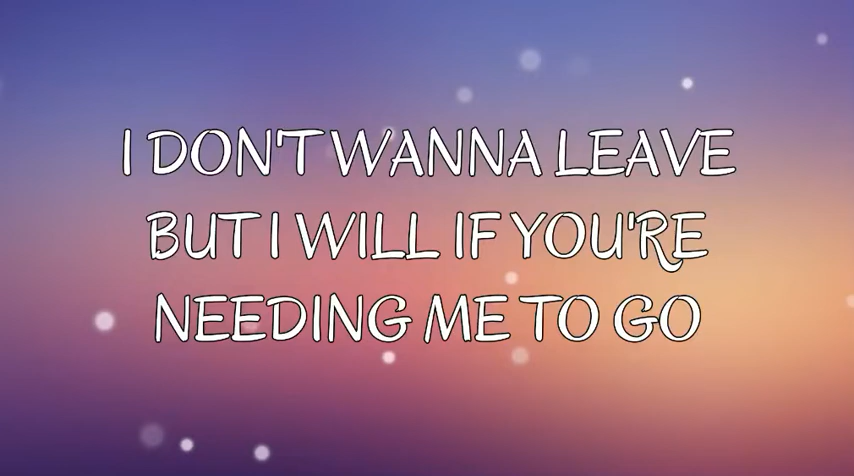 I DON'T WANNA LEAVE
BUT I WILL IF YOU'RE
NEEDING ME TO GO